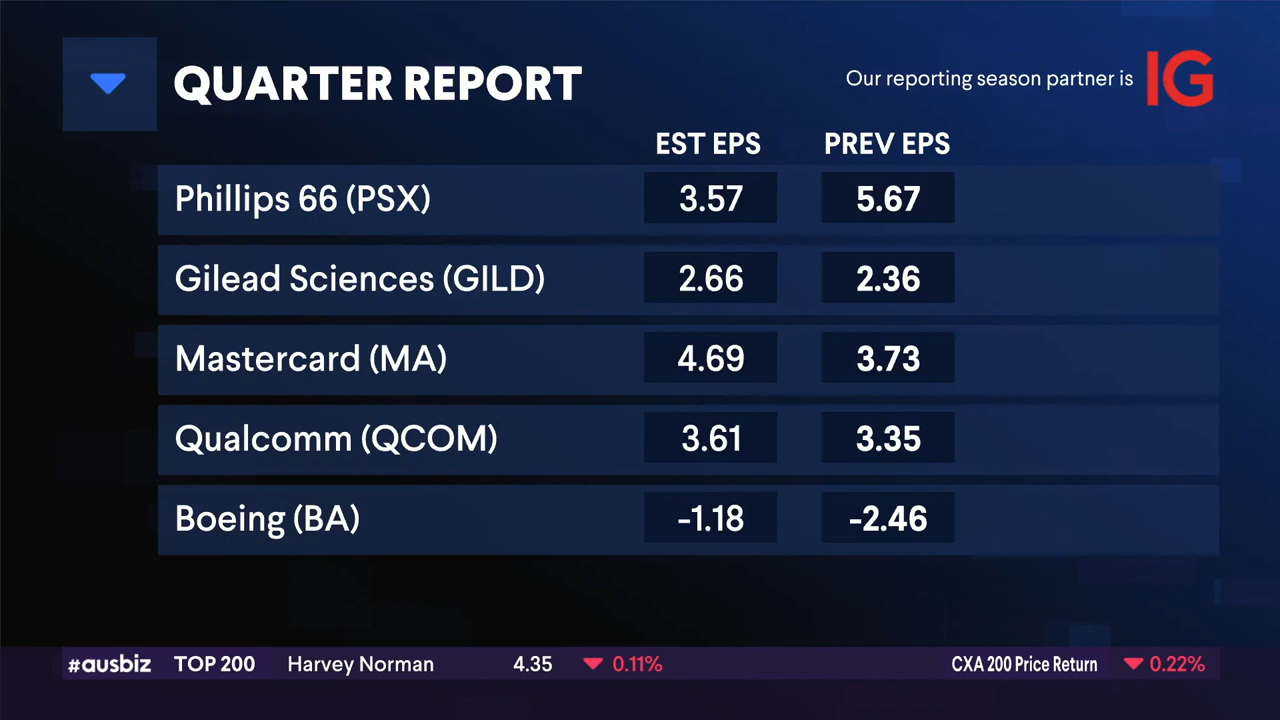 QUARTER REPORT
Our reporting season partner is IG
EST EPS PREV EPS
Phillips 66 (PSX) 3.57 5.67
Gilead Sciences (GILD) 2.66 2.36
Mastercard (MA) 4.69 3.73
Qualcomm (QCOM) 3.61 3.35
Boeing (BA) -1.18 -2.46
#ausbiz TOP 200 Harvey Norman 4.35 0.11% CXA 200 Price Return 0.22%